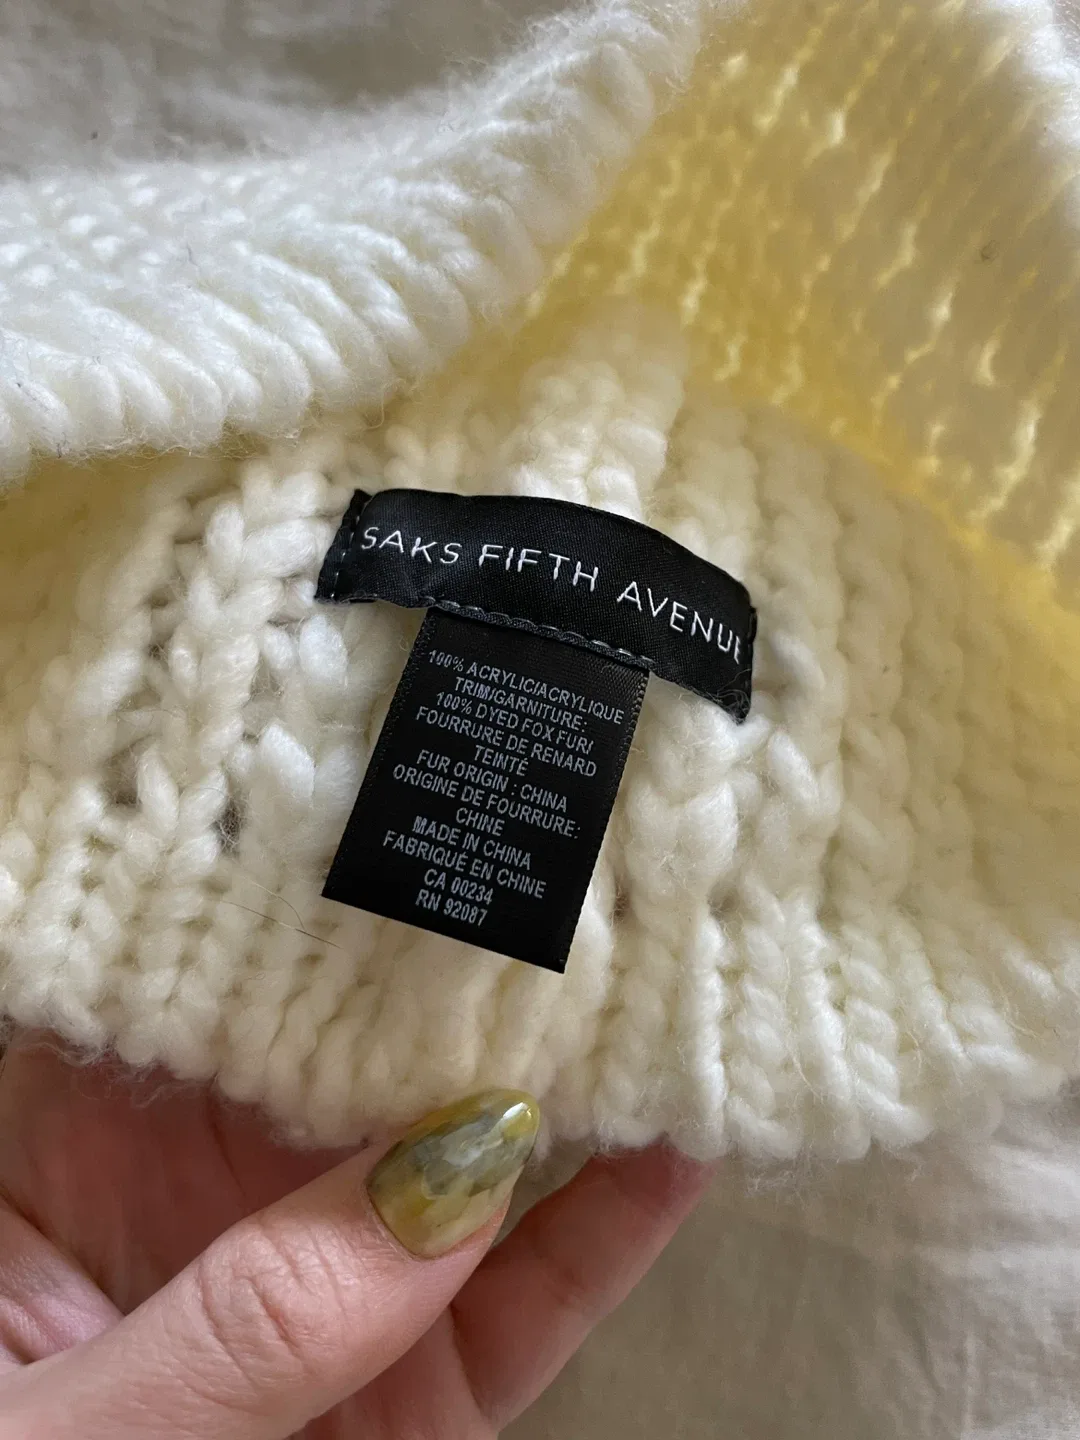 SAKS FIFTH AVENUE
100% ACRYLIC/ACRYLIQUE
TRIM/GARNITURE:
100% DYED FOX FUR/
FOURRURE DE RENARD
TEINTÉ
FUR ORIGIN : CHINA
ORIGINE DE FOURRURE:
CHINE
MADE IN CHINA
FABRIQUÉ EN CHINE
CA 00234
RN 92087